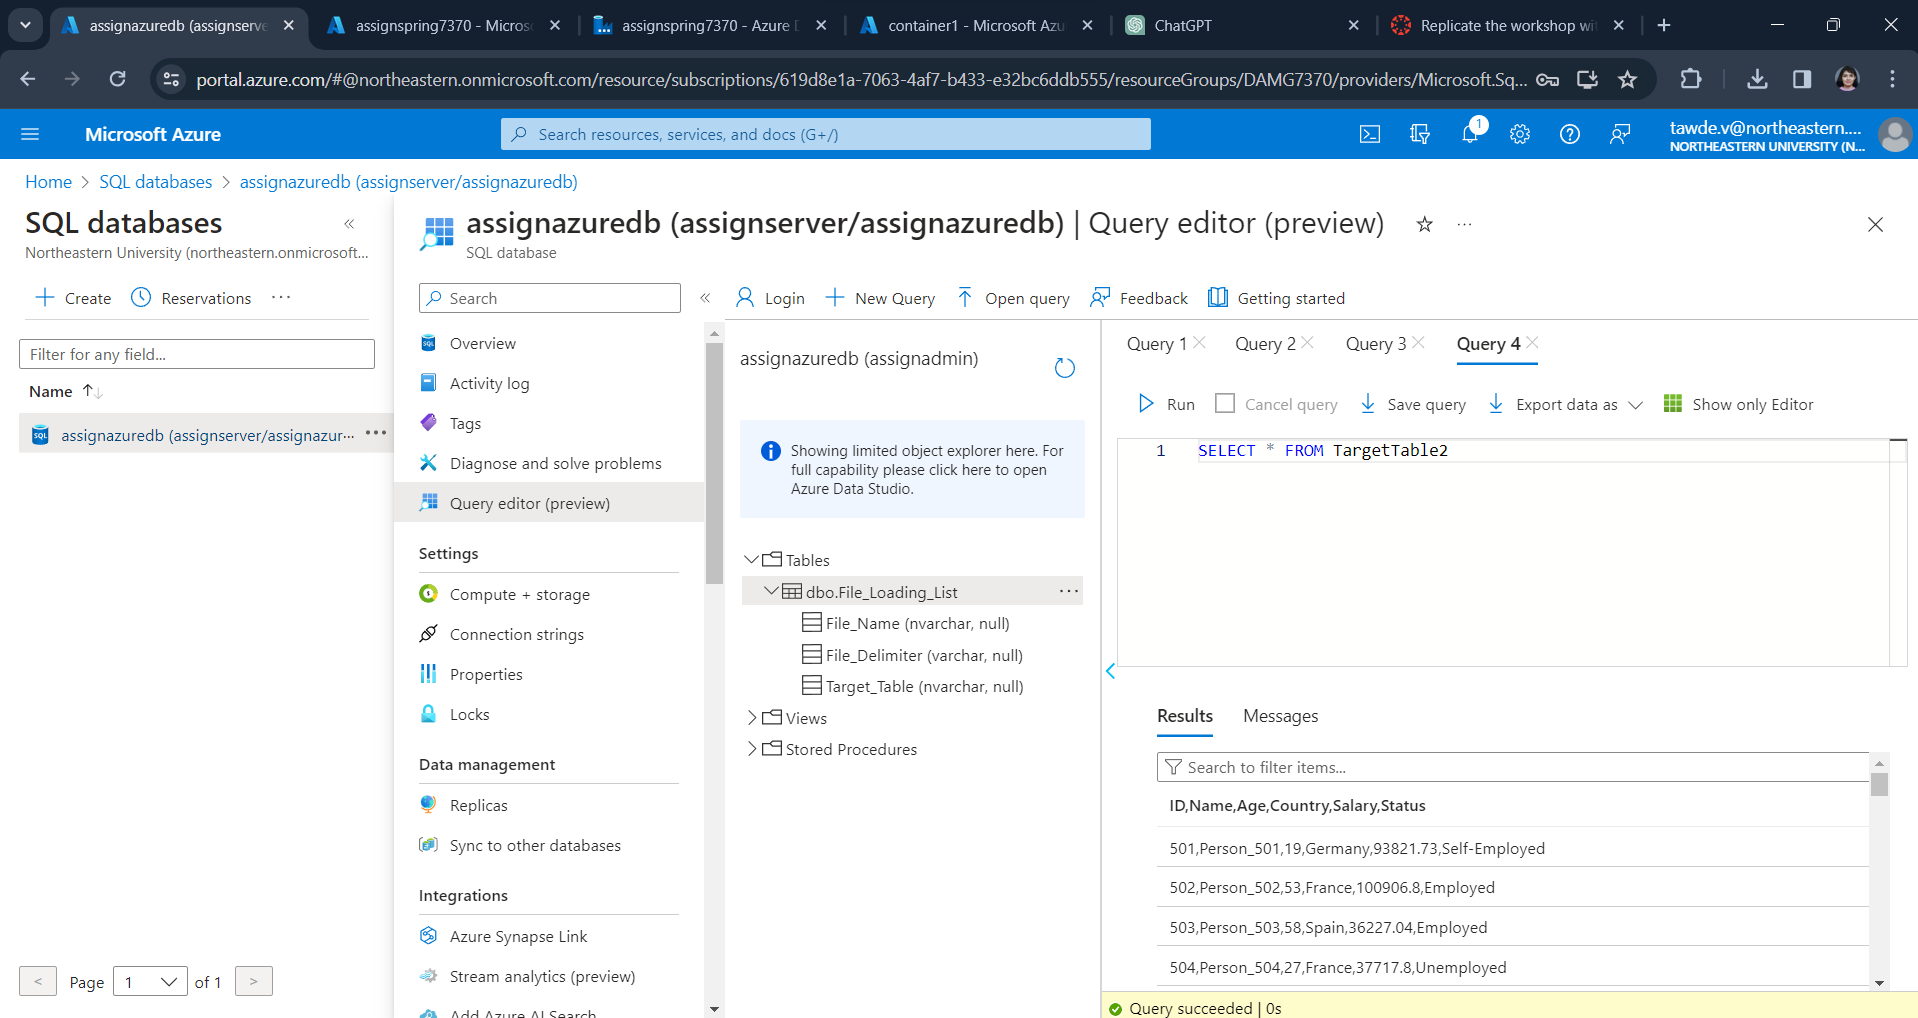 assignazuredb (assignserve
assignspring7370 - Micros
assignspring7370 - Azure D
container1 - Microsoft Azu
ChatGPT
Replicate the workshop wi
portal.azure.com/#@northeastern.onmicrosoft.com/resource/subscriptions/619d8e1a-7063-4af7-b433-e32bc6ddb555/resourceGroups/DAMG7370/providers/Microsoft.Sq...
Microsoft Azure
Search resources, services, and docs (G+/)
1
tawde.v@northeastern....
NORTHEASTERN UNIVERSITY (N...
Home > SQL databases > assignazuredb (assignserver/assignazuredb)
SQL databases
Northeastern University (northeastern.onmicrosoft...
+ Create
Reservations
...
Filter for any field...
Name ↑↓
SQL
assignazuredb (assignserver/assignazur...
...
< Page 1 of 1 >
assignazuredb (assignserver/assignazuredb) | Query editor (preview)
...
SQL database
Search
Login
New Query
Open query
Feedback
Getting started
SQL
Overview
Activity log
Tags
Diagnose and solve problems
Query editor (preview)
Settings
Compute + storage
Connection strings
Properties
Locks
Data management
Replicas
Sync to other databases
Integrations
Azure Synapse Link
Stream analytics (preview)
Add Azure AI Search
assignazuredb (assignadmin)
Showing limited object explorer here. For
full capability please click here to open
Azure Data Studio.
Tables
dbo.File_Loading_List
...
File_Name (nvarchar, null)
File_Delimiter (varchar, null)
Target_Table (nvarchar, null)
Views
Stored Procedures
Query 1
Query 2
Query 3
Query 4
Run
Cancel query
Save query
Export data as
Show only Editor
1 SELECT * FROM TargetTable2
Results
Messages
Search to filter items...
ID,Name,Age,Country,Salary,Status
501,Person_501,19,Germany,93821.73,Self-Employed
502,Person_502,53,France,100906.8,Employed
503,Person_503,58,Spain,36227.04,Employed
504,Person_504,27,France,37717.8,Unemployed
Query succeeded | 0s